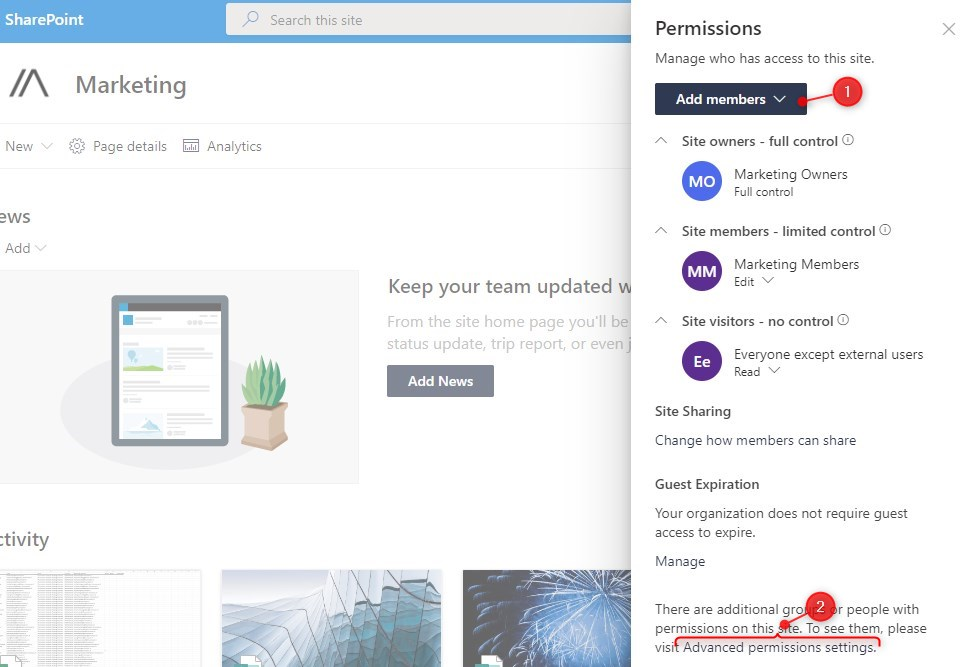 SharePoint
Search this site
Marketing
New
Page details
Analytics
ews
Add
Keep your team updated w
From the site home page you'll be
status update, trip report, or even j
Add News
ctivity
Permissions
Manage who has access to this site.
Add members
1
Site owners - full control
MO
Marketing Owners
Full control
Site members - limited control
MM
Marketing Members
Edit
Site visitors - no control
Ee
Everyone except external users
Read
Site Sharing
Change how members can share
Guest Expiration
Your organization does not require guest
access to expire.
Manage
2
There are additional groups or people with
permissions on this site. To see them, please
visit Advanced permissions settings.